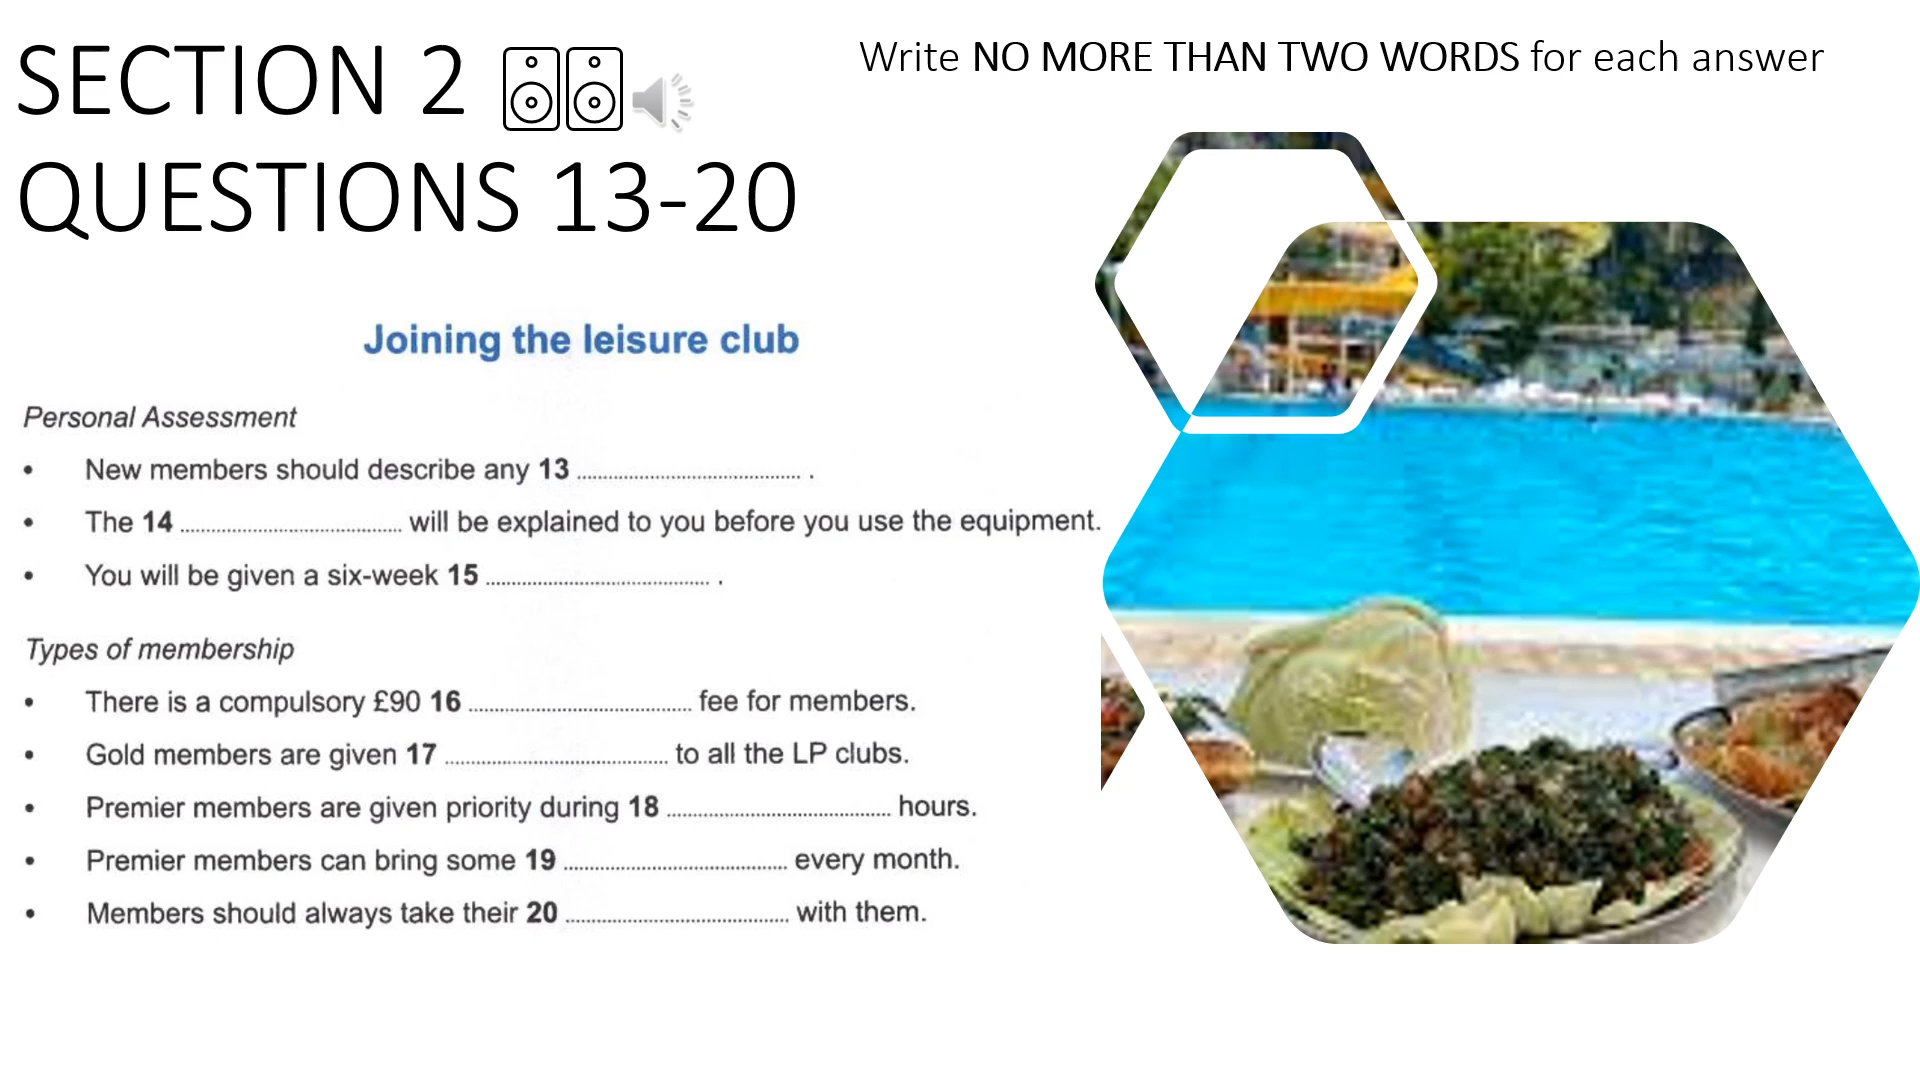 SECTION 2
QUESTIONS 13-20
Write NO MORE THAN TWO WORDS for each answer
Joining the leisure club
Personal Assessment
• New members should describe any 13 ...................................... .
• The 14 ...................................... will be explained to you before you use the equipment.
• You will be given a six-week 15 ...................................... .
Types of membership
• There is a compulsory £90 16 ...................................... fee for members.
• Gold members are given 17 ...................................... to all the LP clubs.
• Premier members are given priority during 18 ...................................... hours.
• Premier members can bring some 19 ...................................... every month.
• Members should always take their 20 ...................................... with them.